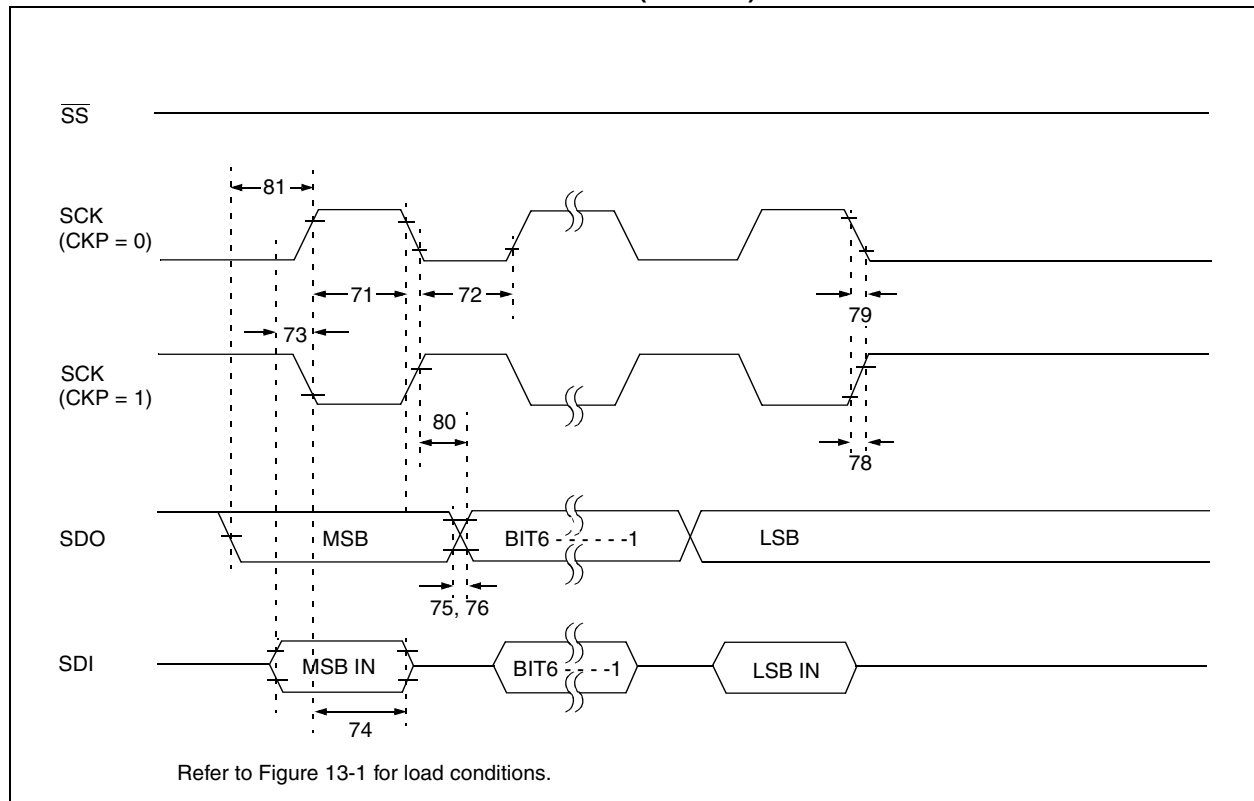 SS
81
SCK
(CKP = 0)
71
72
79
73
SCK
(CKP = 1)
80
78
SDO
MSB
BIT6 - - - - - -1
LSB
75, 76
SDI
MSB IN
BIT6 - - - -1
LSB IN
74
Refer to Figure 13-1 for load conditions.